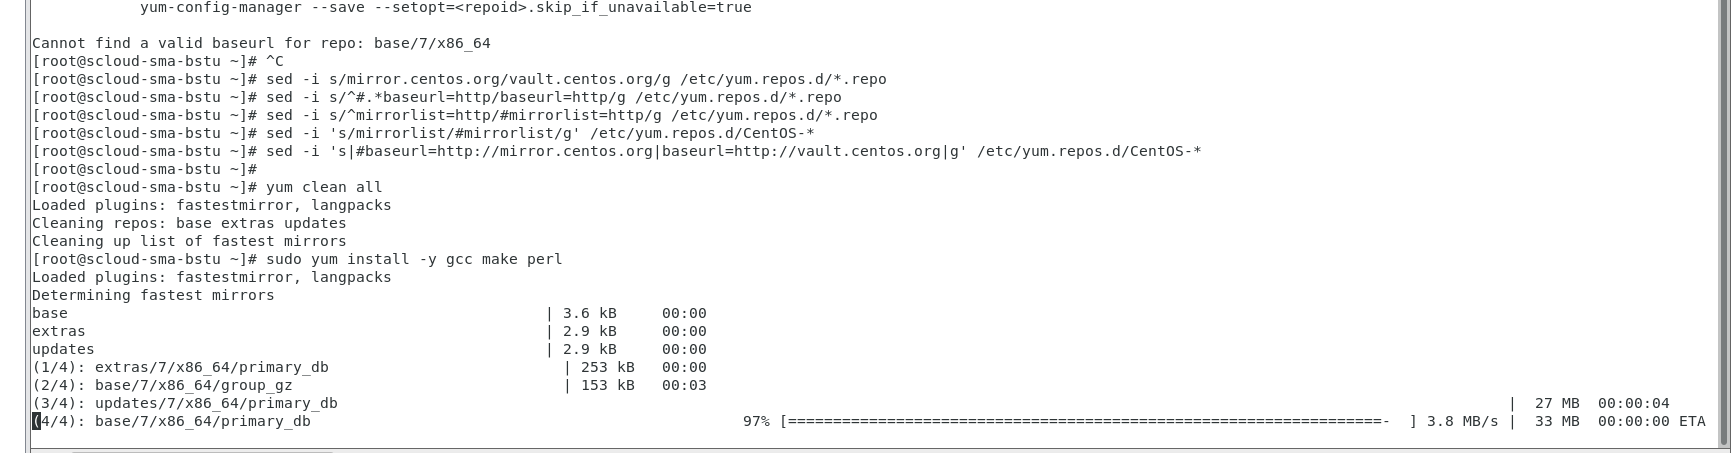 yum-config-manager --save --setopt=<repoid>.skip_if_unavailable=true
Cannot find a valid baseurl for repo: base/7/x86_64
[root@scloud-sma-bstu ~]# ^C
[root@scloud-sma-bstu ~]# sed -i s/mirror.centos.org/vault.centos.org/g /etc/yum.repos.d/*.repo
[root@scloud-sma-bstu ~]# sed -i s/^#.*baseurl=http/baseurl=http/g /etc/yum.repos.d/*.repo
[root@scloud-sma-bstu ~]# sed -i s/^mirrorlist=http/#mirrorlist=http/g /etc/yum.repos.d/*.repo
[root@scloud-sma-bstu ~]# sed -i 's/mirrorlist/#mirrorlist/g' /etc/yum.repos.d/CentOS-*
[root@scloud-sma-bstu ~]# sed -i 's|#baseurl=http://mirror.centos.org|baseurl=http://vault.centos.org|g' /etc/yum.repos.d/CentOS-*
[root@scloud-sma-bstu ~]#
[root@scloud-sma-bstu ~]# yum clean all
Loaded plugins: fastestmirror, langpacks
Cleaning repos: base extras updates
Cleaning up list of fastest mirrors
[root@scloud-sma-bstu ~]# sudo yum install -y gcc make perl
Loaded plugins: fastestmirror, langpacks
Determining fastest mirrors
base | 3.6 kB 00:00
extras | 2.9 kB 00:00
updates | 2.9 kB 00:00
(1/4): extras/7/x86_64/primary_db | 253 kB 00:00
(2/4): base/7/x86_64/group_gz | 153 kB 00:03
(3/4): updates/7/x86_64/primary_db | 27 MB 00:00:04
(4/4): base/7/x86_64/primary_db 97% [==================================================================- ] 3.8 MB/s | 33 MB 00:00:00 ETA